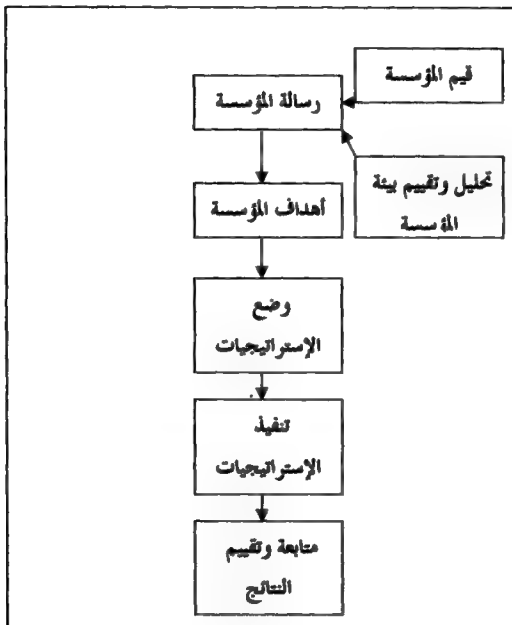 قيم المؤسسة
رسالة المؤسسة
تحليل وتقييم بيئة
المؤسسة
أهداف المؤسسة
وضع
الإستراتيجيات
تنفيذ
الإستراتيجيات
متابعة وتقييم
النتائج